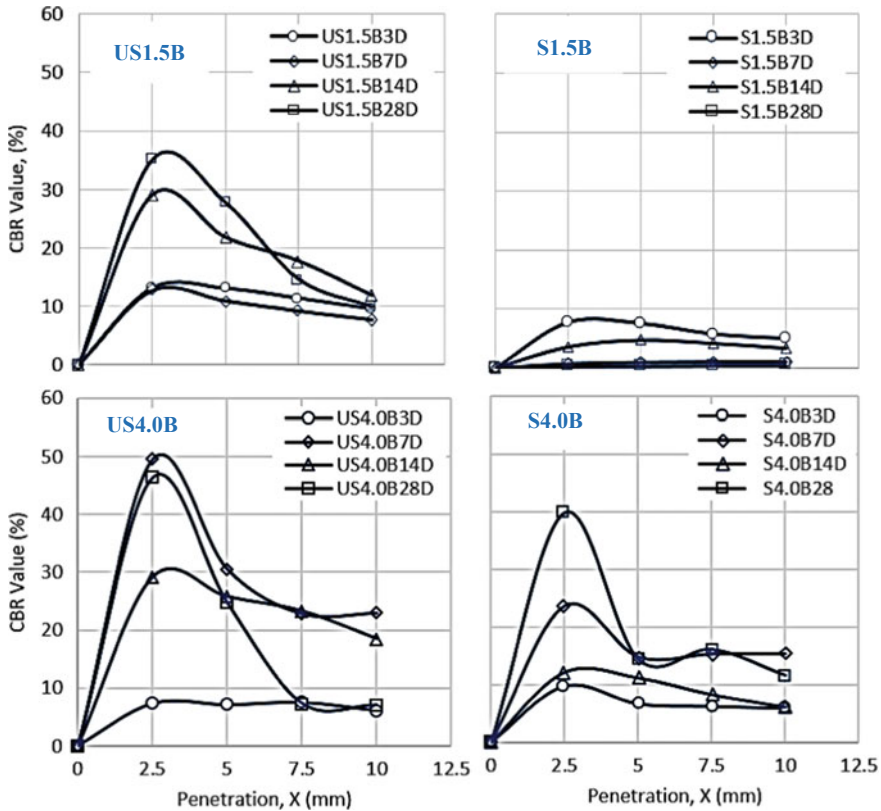 60
50
40
30
20
10
0
CBR Value, (%)
US1.5B
US1.5B3D
US1.5B7D
US1.5B14D
US1.5B28D
S1.5B
S1.5B3D
S1.5B7D
S1.5B14D
S1.5B28D
60
50
40
30
20
10
0
CBR Value (%)
US4.0B
US4.0B3D
US4.0B7D
US4.0B14D
US4.0B28D
0 2.5 5 7.5 10 12.5
Penetration, X (mm)
S4.0B
S4.0B3D
S4.0B7D
S4.0B14D
S4.0B28
0 2.5 5 7.5 10 12.5
Penetration, X (mm)